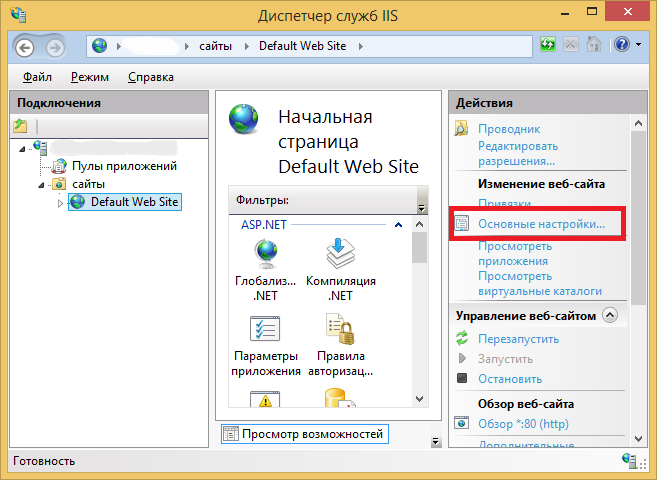 Диспетчер служб IIS
сайты Default Web Site
Файл Режим Справка
Подключения
Пулы приложений
сайты
Default Web Site
Начальная
страница
Default Web Site
Фильтры:
ASP.NET
Глобализ...
.NET
Компиляция
.NET
Параметры
приложения
Правила
авторизац...
Просмотр возможностей
Действия
Проводник
Редактировать
разрешения...
Изменение веб-сайта
Привязки
Основные настройки...
Просмотреть
приложения
Просмотреть
виртуальные каталоги
Управление веб-сайтом
Перезапустить
Запустить
Остановить
Обзор веб-сайта
Обзор *:80 (http)
Дополнительные
Готовность